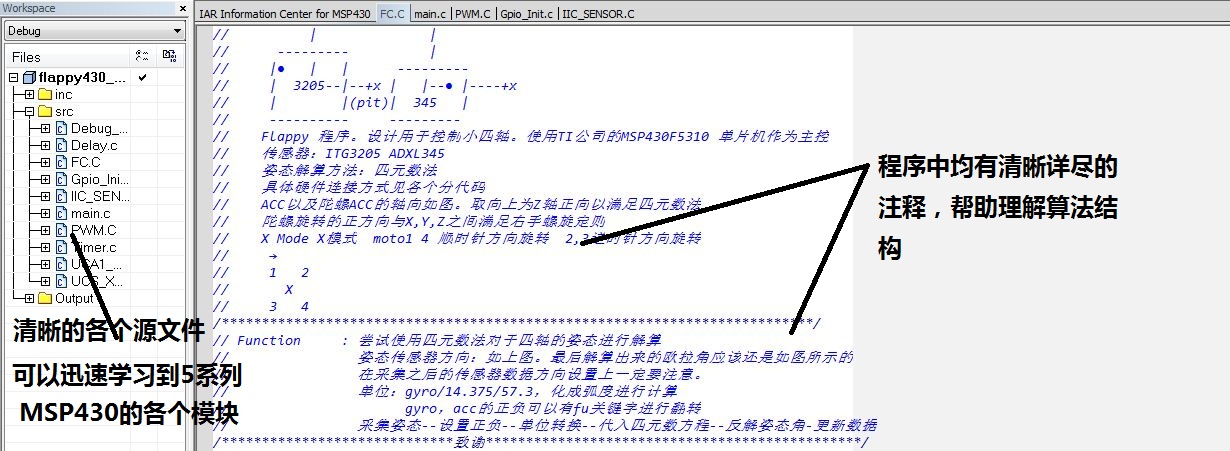 Workspace
IAR Information Center for MSP430 FC.C main.c PWM.C Gpio_Init.c IIC_SENSOR.C
Debug
Files
flappy430_...
inc
src
Debug_...
Delay.c
FC.C
Gpio_Ini...
IIC_SEN...
main.c
PWM.C
Timer.c
UCA1_...
UCS_X...
Output
清晰的各个源文件
可以迅速学习到5系列
MSP430的各个模块
// | |
// --------- |
// |● | | ---------
// | 3205--|--+x | |--● |----+x
// | |(pit)| 345 |
// ---------- ---------
// Flappy 程序。设计用于控制小四轴。使用TI公司的MSP430F5310 单片机作为主控
// 传感器：ITG3205 ADXL345
// 姿态解算方法：四元数法
// 具体硬件连接方式见各个分代码
// ACC以及陀螺ACC的轴向如图。取向上为Z轴正向以满足四元数法
// 陀螺旋转的正方向与X,Y,Z之间满足右手螺旋定则
// X Mode X模式 moto1 4 顺时针方向旋转 2,3逆时针方向旋转
// →
// 1 2
// X
// 3 4
/***************************************************************************/
// Function : 尝试使用四元数法对于四轴的姿态进行解算
// 姿态传感器方向：如上图。最后解算出来的欧拉角应该还是如图所示的
// 在采集之后的传感器数据方向设置上一定要注意。
// 单位：gyro/14.375/57.3，化成弧度进行计算
// gyro，acc的正负可以有fu关键字进行翻转
// 采集姿态--设置正负--单位转换--代入四元数方程--反解姿态角-更新数据
/*****************************致谢************************************************/
程序中均有清晰详尽的
注释，帮助理解算法结
构